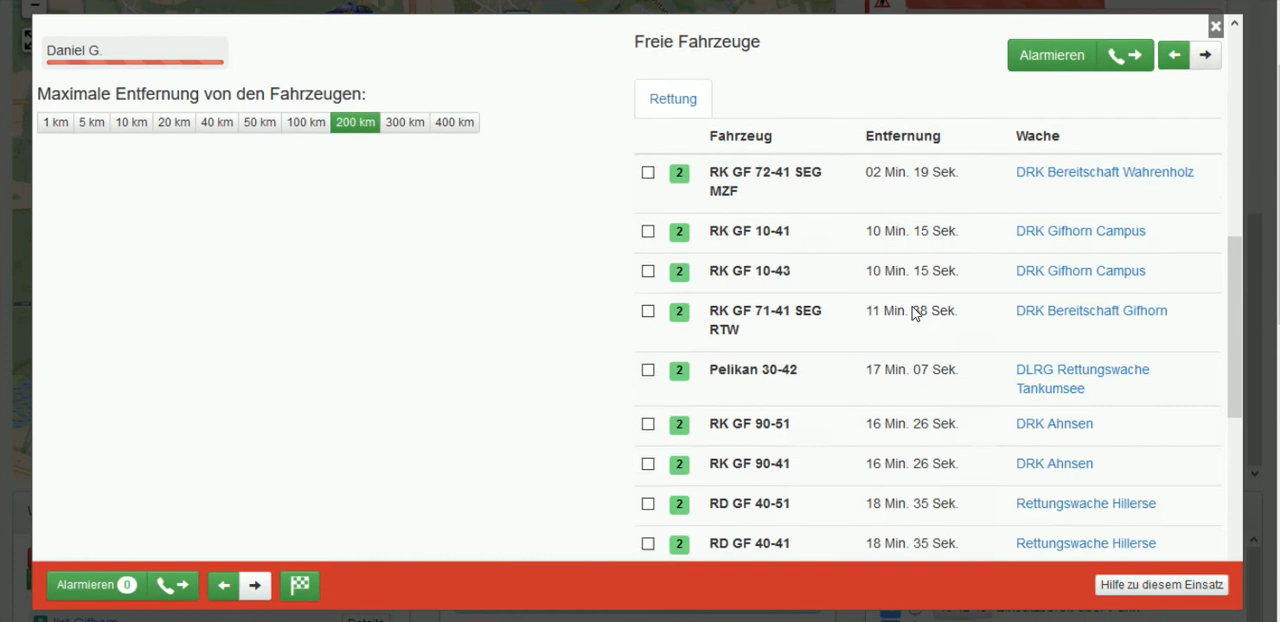 Daniel G.
Maximale Entfernung von den Fahrzeugen:
1 km 5 km 10 km 20 km 40 km 50 km 100 km 200 km 300 km 400 km
Freie Fahrzeuge
Alarmieren
Rettung
Fahrzeug Entfernung Wache
2 RK GF 72-41 SEG 02 Min. 19 Sek. DRK Bereitschaft Wahrenholz
MZF
2 RK GF 10-41 10 Min. 15 Sek. DRK Gifhorn Campus
2 RK GF 10-43 10 Min. 15 Sek. DRK Gifhorn Campus
2 RK GF 71-41 SEG 11 Min. Sek. DRK Bereitschaft Gifhorn
RTW
2 Pelikan 30-42 17 Min. 07 Sek. DLRG Rettungswache
Tankumsee
2 RK GF 90-51 16 Min. 26 Sek. DRK Ahnsen
2 RK GF 90-41 16 Min. 26 Sek. DRK Ahnsen
2 RD GF 40-51 18 Min. 35 Sek. Rettungswache Hillerse
2 RD GF 40-41 18 Min. 35 Sek. Rettungswache Hillerse
Alarmieren 0
Hilfe zu diesem Einsatz